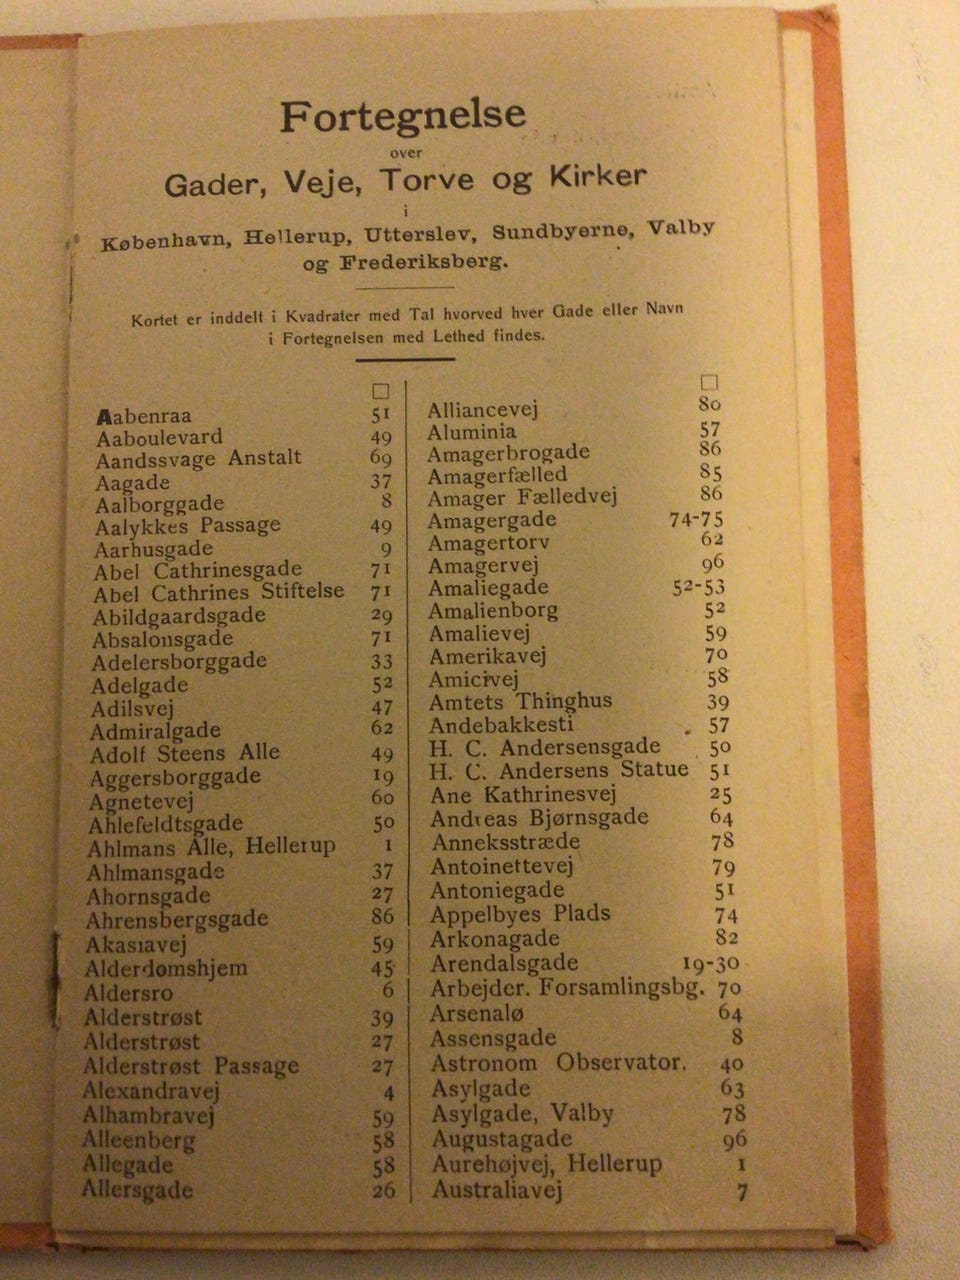 Fortegnelse
over
Gader, Veje, Torve og Kirker
i
København, Hellerup, Utterslev, Sundbyerne, Valby
og Frederiksberg.
Kortet er inddelt i Kvadrater med Tal hvorved hver Gade eller Navn
i Fortegnelsen med Lethed findes.
□
Aabenraa 51
Aaboulevard 49
Aandssvage Anstalt 69
Aagade 37
Aalborggade 8
Aalykkes Passage 49
Aarhusgade 9
Abel Cathrinesgade 71
Abel Cathrines Stiftelse 71
Abildgaardsgade 29
Absalonsgade 71
Adelersborggade 33
Adelgade 52
Adilsvej 47
Admiralgade 62
Adolf Steens Alle 49
Aggersborggade 19
Agnetevej 60
Ahlefeldtsgade 50
Ahlmans Alle, Hellerup 1
Ahlmansgade 37
Ahornsgade 27
Ahrensbergsgade 86
Akasiavej 59
Alderdomshjem 45
Aldersro 6
Alderstrøst 39
Alderstrøst 27
Alderstrøst Passage 27
Alexandravej 4
Alhambravej 59
Alleenberg 58
Allegade 58
Allersgade 26
□
Alliancevej 80
Aluminia 57
Amagerbrogade 86
Amagerfælled 85
Amager Fælledvej 86
Amagergade 74-75
Amagertorv 62
Amagervej 96
Amaliegade 52-53
Amalienborg 52
Amalievej 59
Amerikavej 70
Amicivej 58
Amtets Thinghus 39
Andebakkesti 57
H. C. Andersensgade 50
H. C. Andersens Statue 51
Ane Kathrinesvej 25
Andreas Bjørnsgade 64
Anneksstræde 78
Antoinettevej 79
Antoniegade 51
Appelbyes Plads 74
Arkonagade 82
Arendalsgade 19-30
Arbejder. Forsamlingsbg. 70
Arsenalø 64
Assensgade 8
Astronom Observator. 40
Asylgade 63
Asylgade, Valby 78
Augustagade 96
Aurehøjvej, Hellerup 1
Australiavej 7